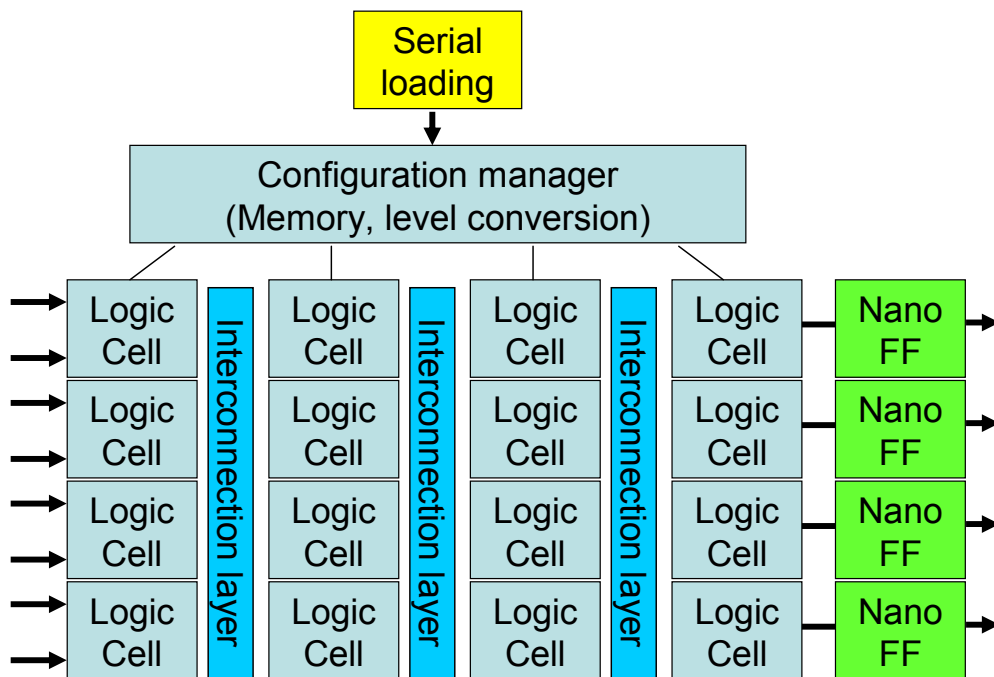 Serial
loading
Configuration manager
(Memory, level conversion)
Logic
Cell
Interconnection layer
Logic
Cell
Interconnection layer
Logic
Cell
Interconnection layer
Logic
Cell
Nano
FF
Logic
Cell
Logic
Cell
Logic
Cell
Logic
Cell
Nano
FF
Logic
Cell
Logic
Cell
Logic
Cell
Logic
Cell
Nano
FF
Logic
Cell
Logic
Cell
Logic
Cell
Logic
Cell
Nano
FF